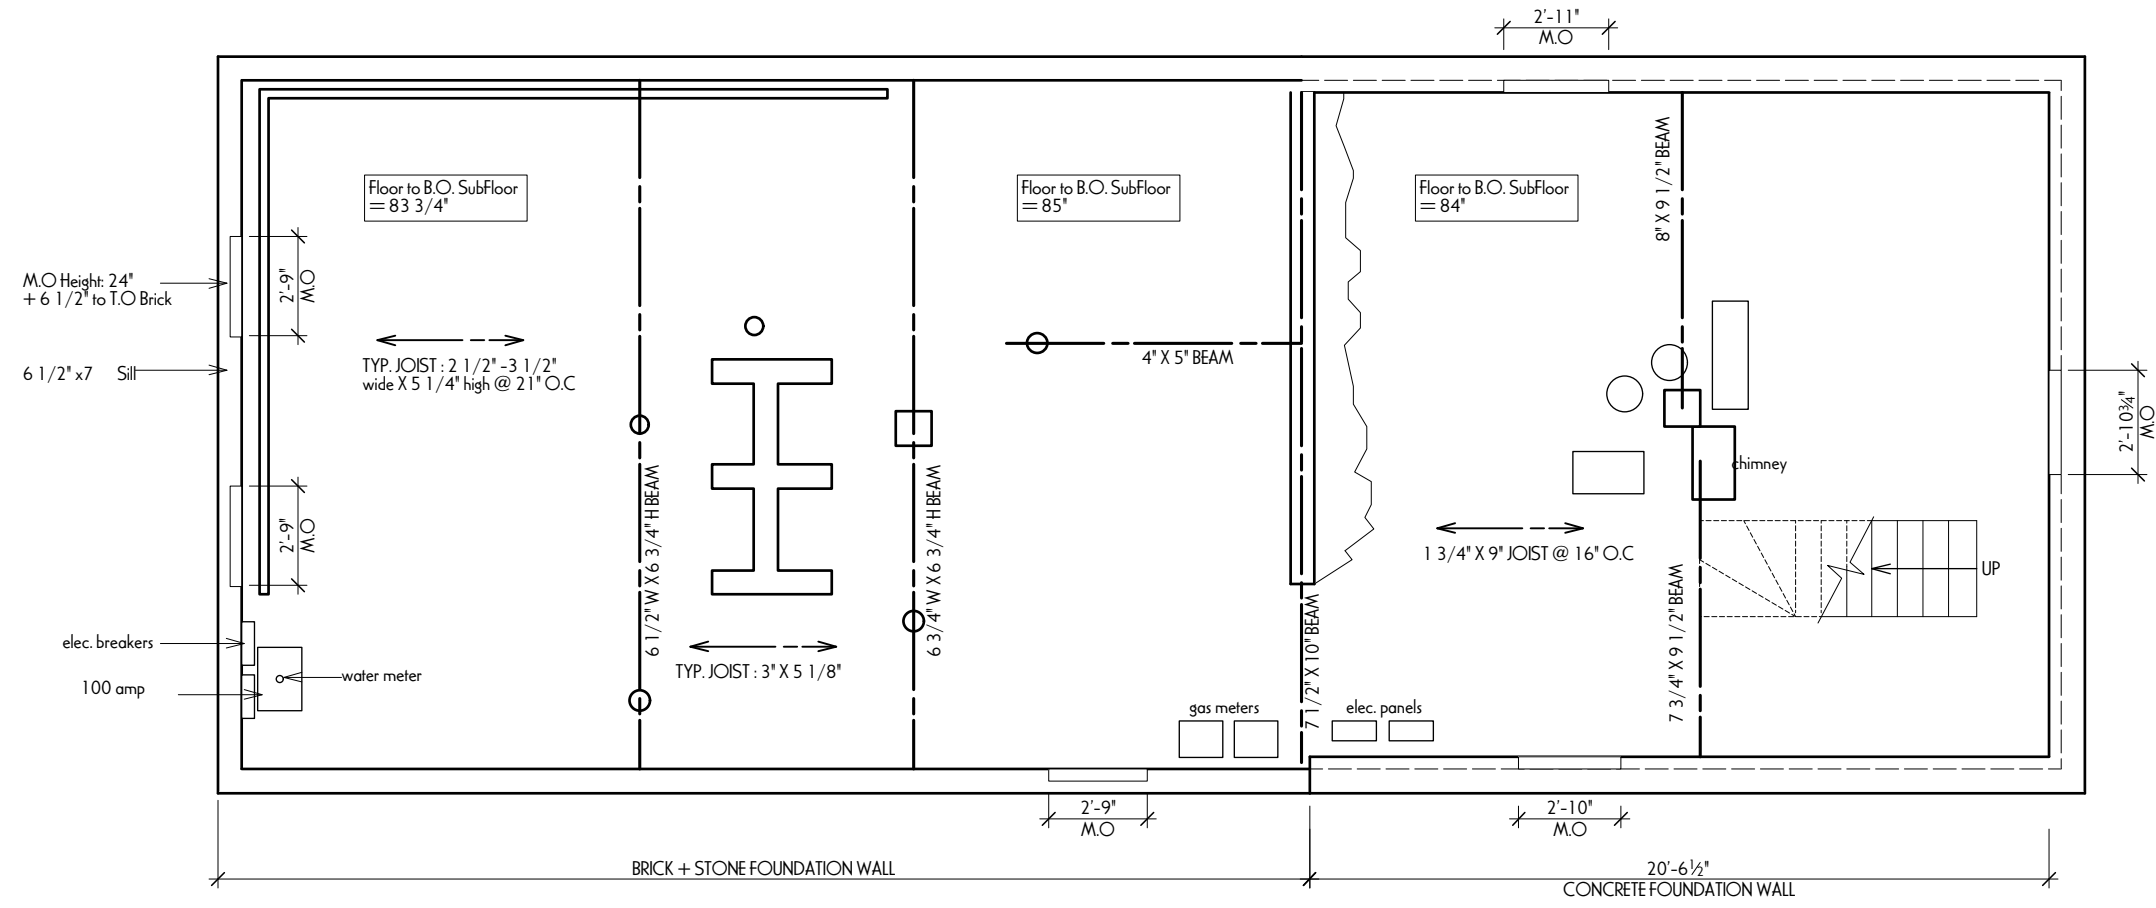 2'-11"
M.O
Floor to B.O. SubFloor
= 83 3/4"
Floor to B.O. SubFloor
= 85"
Floor to B.O. SubFloor
= 84"
8" X 9 1/2" BEAM
M.O Height: 24"
+ 6 1/2" to T.O Brick
2'-9"
M.O
6 1/2" x7 Sill
TYP. JOIST : 2 1/2" -3 1/2"
wide X 5 1/4" high @ 21" O.C
4" X 5" BEAM
2'-10¾"
M.O
chimney
2'-9"
M.O
6 1/2" W X 6 3/4" H BEAM
6 3/4" W X 6 3/4" H BEAM
1 3/4" X 9" JOIST @ 16" O.C
UP
elec. breakers
100 amp
water meter
TYP. JOIST : 3" X 5 1/8"
7 1/2" X 10" BEAM
7 3/4" X 9 1/2" BEAM
gas meters
elec. panels
2'-9"
M.O
2'-10"
M.O
BRICK + STONE FOUNDATION WALL
20'-6½"
CONCRETE FOUNDATION WALL